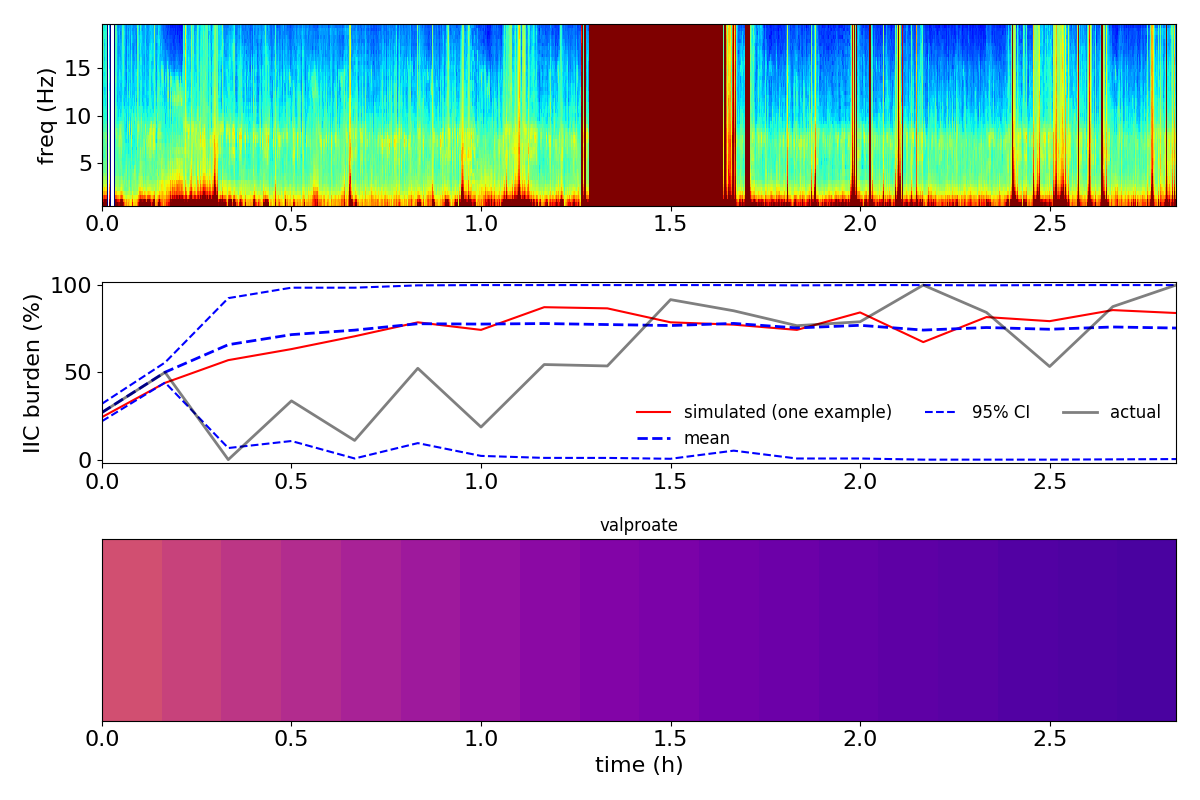 freq (Hz)
15
10
5
0.0 0.5 1.0 1.5 2.0 2.5
IIC burden (%)
100
50
0
simulated (one example) 95% CI actual
mean
0.0 0.5 1.0 1.5 2.0 2.5
valproate
0.0 0.5 1.0 1.5 2.0 2.5
time (h)